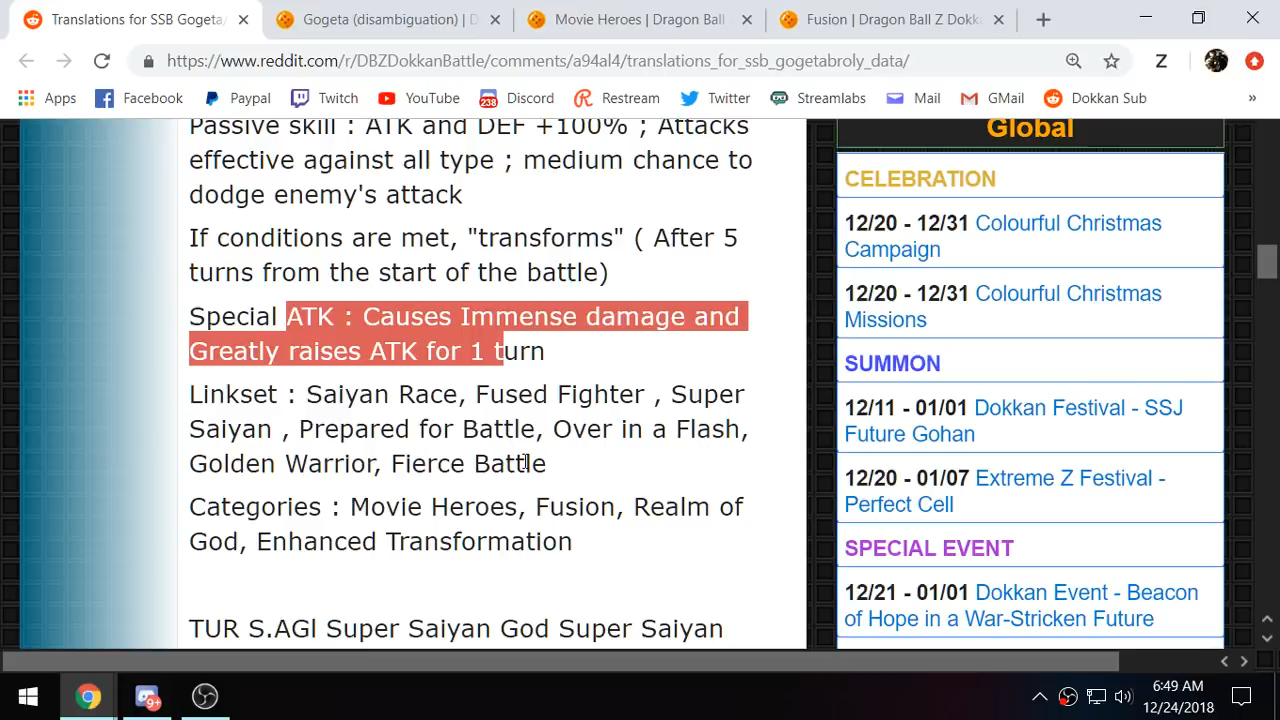 Translations for SSB Gogeta/
Gogeta (disambiguation) | D
Movie Heroes | Dragon Ball
Fusion | Dragon Ball Z Dokk
https://www.reddit.com/r/DBZDokkanBattle/comments/a94al4/translations_for_ssb_gogetabroly_data/
Z
Apps
Facebook
Paypal
Twitch
YouTube
238
Discord
Restream
Twitter
Streamlabs
Mail
GMail
Dokkan Sub
»
Passive skill : ATK and DEF +100% ; Attacks
effective against all type ; medium chance to
dodge enemy's attack
If conditions are met, "transforms" ( After 5
turns from the start of the battle)
Special ATK : Causes Immense damage and
Greatly raises ATK for 1 turn
Linkset : Saiyan Race, Fused Fighter , Super
Saiyan , Prepared for Battle, Over in a Flash,
Golden Warrior, Fierce Battle
Categories : Movie Heroes, Fusion, Realm of
God, Enhanced Transformation
TUR S.AGl Super Saiyan God Super Saiyan
Global
CELEBRATION
12/20 - 12/31 Colourful Christmas
Campaign
12/20 - 12/31 Colourful Christmas
Missions
SUMMON
12/11 - 01/01 Dokkan Festival - SSJ
Future Gohan
12/20 - 01/07 Extreme Z Festival -
Perfect Cell
SPECIAL EVENT
12/21 - 01/01 Dokkan Event - Beacon
of Hope in a War-Stricken Future
9+
6:49 AM
12/24/2018